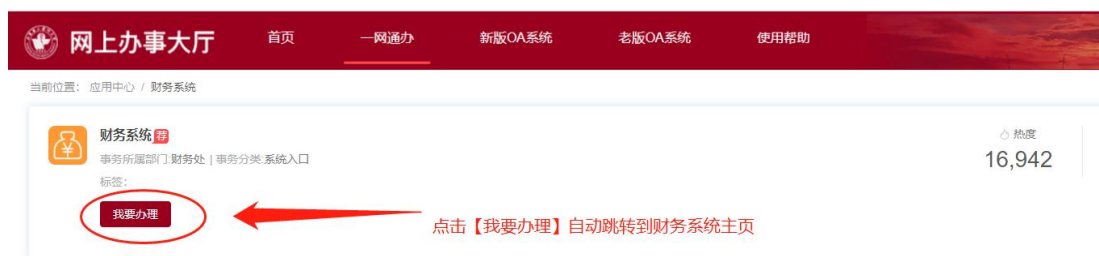 网上办事大厅 首页 一网通办 新版OA系统 老版OA系统 使用帮助
当前位置： 应用中心 / 财务系统
财务系统 荐
热度
事务所属部门:财务处 | 事务分类:系统入口
16,942
标签：
我要办理
点击【我要办理】自动跳转到财务系统主页